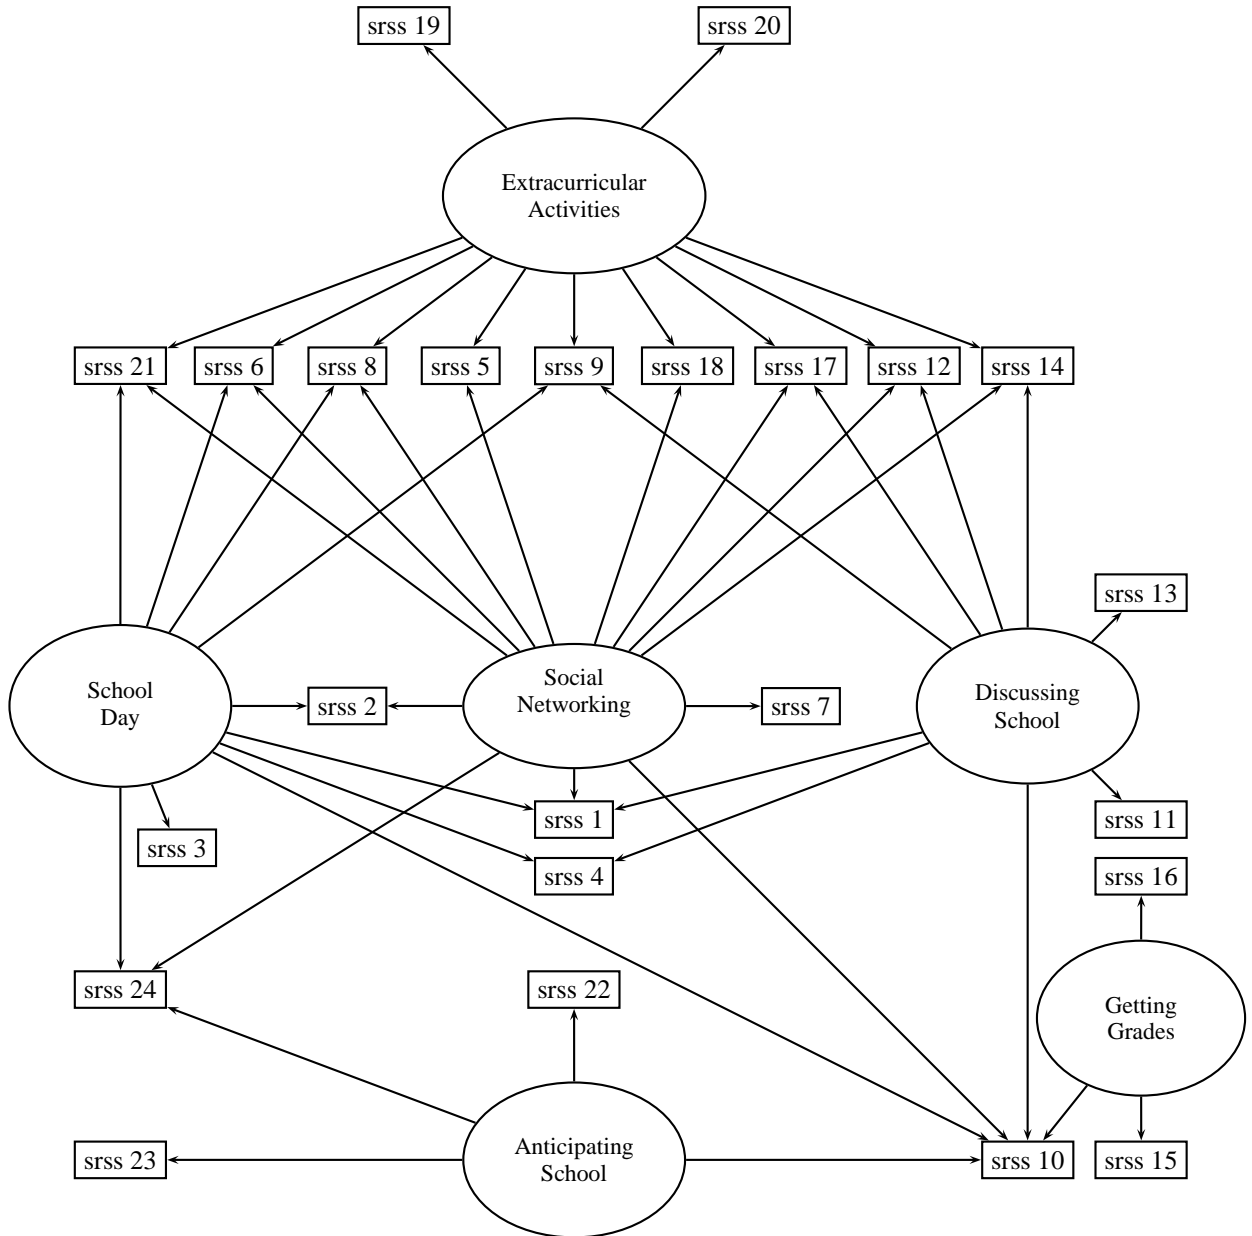 srss 19
srss 20
Extracurricular
Activities
srss 21
srss 6
srss 8
srss 5
srss 9
srss 18
srss 17
srss 12
srss 14
srss 13
School
Day
srss 2
Social
Networking
srss 7
Discussing
School
srss 1
srss 11
srss 3
srss 4
srss 16
srss 24
srss 22
Getting
Grades
srss 23
Anticipating
School
srss 10
srss 15